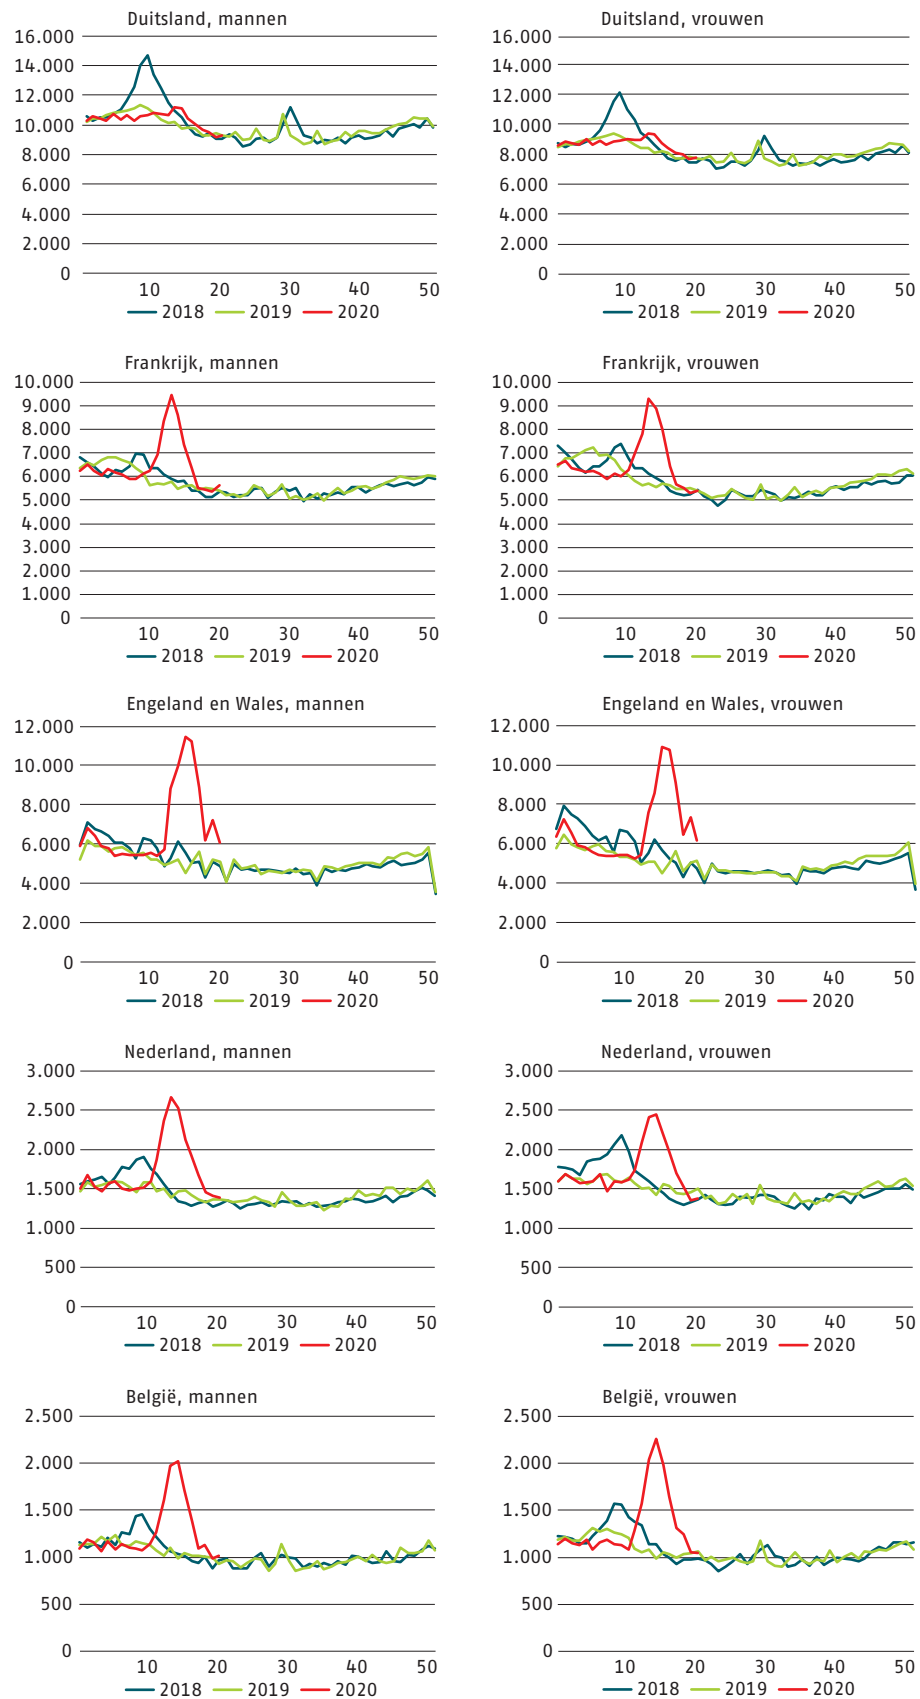 Duitsland, mannen
16.000
14.000
12.000
10.000
8.000
6.000
4.000
2.000
0
10 20 30 40 50
2018 2019 2020
Duitsland, vrouwen
16.000
14.000
12.000
10.000
8.000
6.000
4.000
2.000
0
10 20 30 40 50
2018 2019 2020
Frankrijk, mannen
10.000
9.000
8.000
7.000
6.000
5.000
4.000
3.000
2.000
1.000
0
10 20 30 40 50
2018 2019 2020
Frankrijk, vrouwen
10.000
9.000
8.000
7.000
6.000
5.000
4.000
3.000
2.000
1.000
0
10 20 30 40 50
2018 2019 2020
Engeland en Wales, mannen
12.000
10.000
8.000
6.000
4.000
2.000
0
10 20 30 40 50
2018 2019 2020
Engeland en Wales, vrouwen
12.000
10.000
8.000
6.000
4.000
2.000
0
10 20 30 40 50
2018 2019 2020
Nederland, mannen
3.000
2.500
2.000
1.500
1.000
500
0
10 20 30 40 50
2018 2019 2020
Nederland, vrouwen
3.000
2.500
2.000
1.500
1.000
500
0
10 20 30 40 50
2018 2019 2020
België, mannen
2.500
2.000
1.500
1.000
500
0
10 20 30 40 50
2018 2019 2020
België, vrouwen
2.500
2.000
1.500
1.000
500
0
10 20 30 40 50
2018 2019 2020